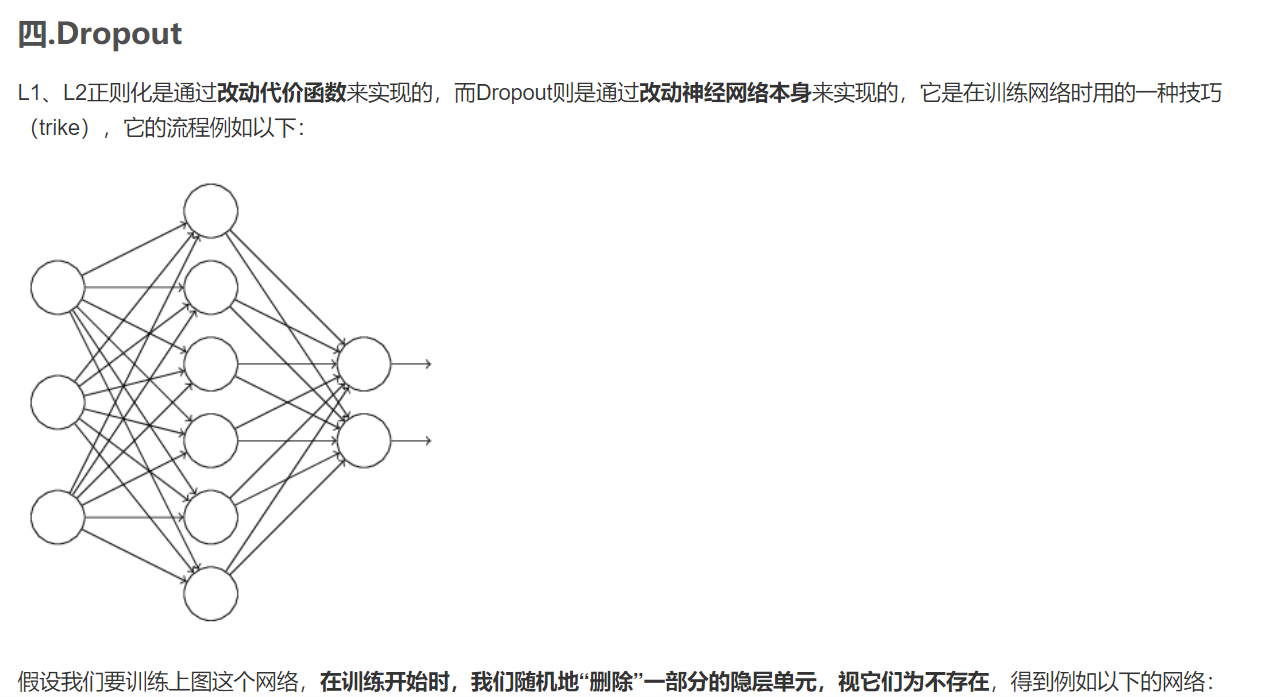 四.Dropout
L1、L2正则化是通过改动代价函数来实现的，而Dropout则是通过改动神经网络本身来实现的，它是在训练网络时用的一种技巧
（trike），它的流程例如以下：
假设我们要训练上图这个网络，在训练开始时，我们随机地“删除”一部分的隐层单元，视它们为不存在，得到例如以下的网络：